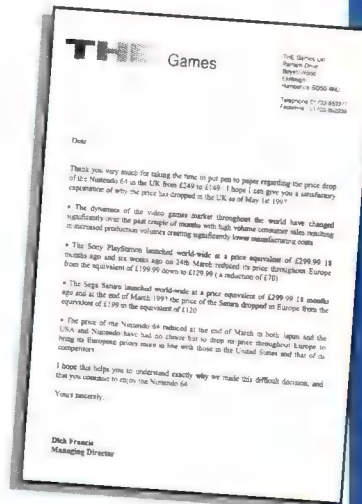 THE Games
THE Games Ltd
Telephone
Date
Thank you very much for taking the time to put pen to paper regarding the price drop
of the Nintendo 64 in the UK from £249 to £149. I hope I can give you a satisfactory
explanation of why the price has dropped in the UK as of May 1st 1997
• The dynamics of the video games market throughout the world have changed
significantly over the past couple of months with high volume consumer sales resulting
in increased production volumes creating significantly lower manufacturing costs
• The Sony PlayStation launched world-wide at a price equivalent of £299.99 18
months ago and six weeks ago on 24th March reduced its price throughout Europe
from the equivalent of £199.99 down to £129.99 ( a reduction of £70)
• The Sega Saturn launched world-wide at a price equivalent of £299.99 18 months
ago and at the end of March 1997 the price of the Saturn dropped in Europe from the
equivalent of £199 to the equivalent of £120
• The price of the Nintendo 64 reduced at the end of March in both Japan and the
USA and Nintendo have had no choice but to drop its price throughout Europe to
bring its European prices more in line with those in the United States and that of its
competitors
I hope that helps you to understand exactly why we made this difficult decision, and
that you continue to enjoy the Nintendo 64
Yours sincerely,
Dick Francis
Managing Director